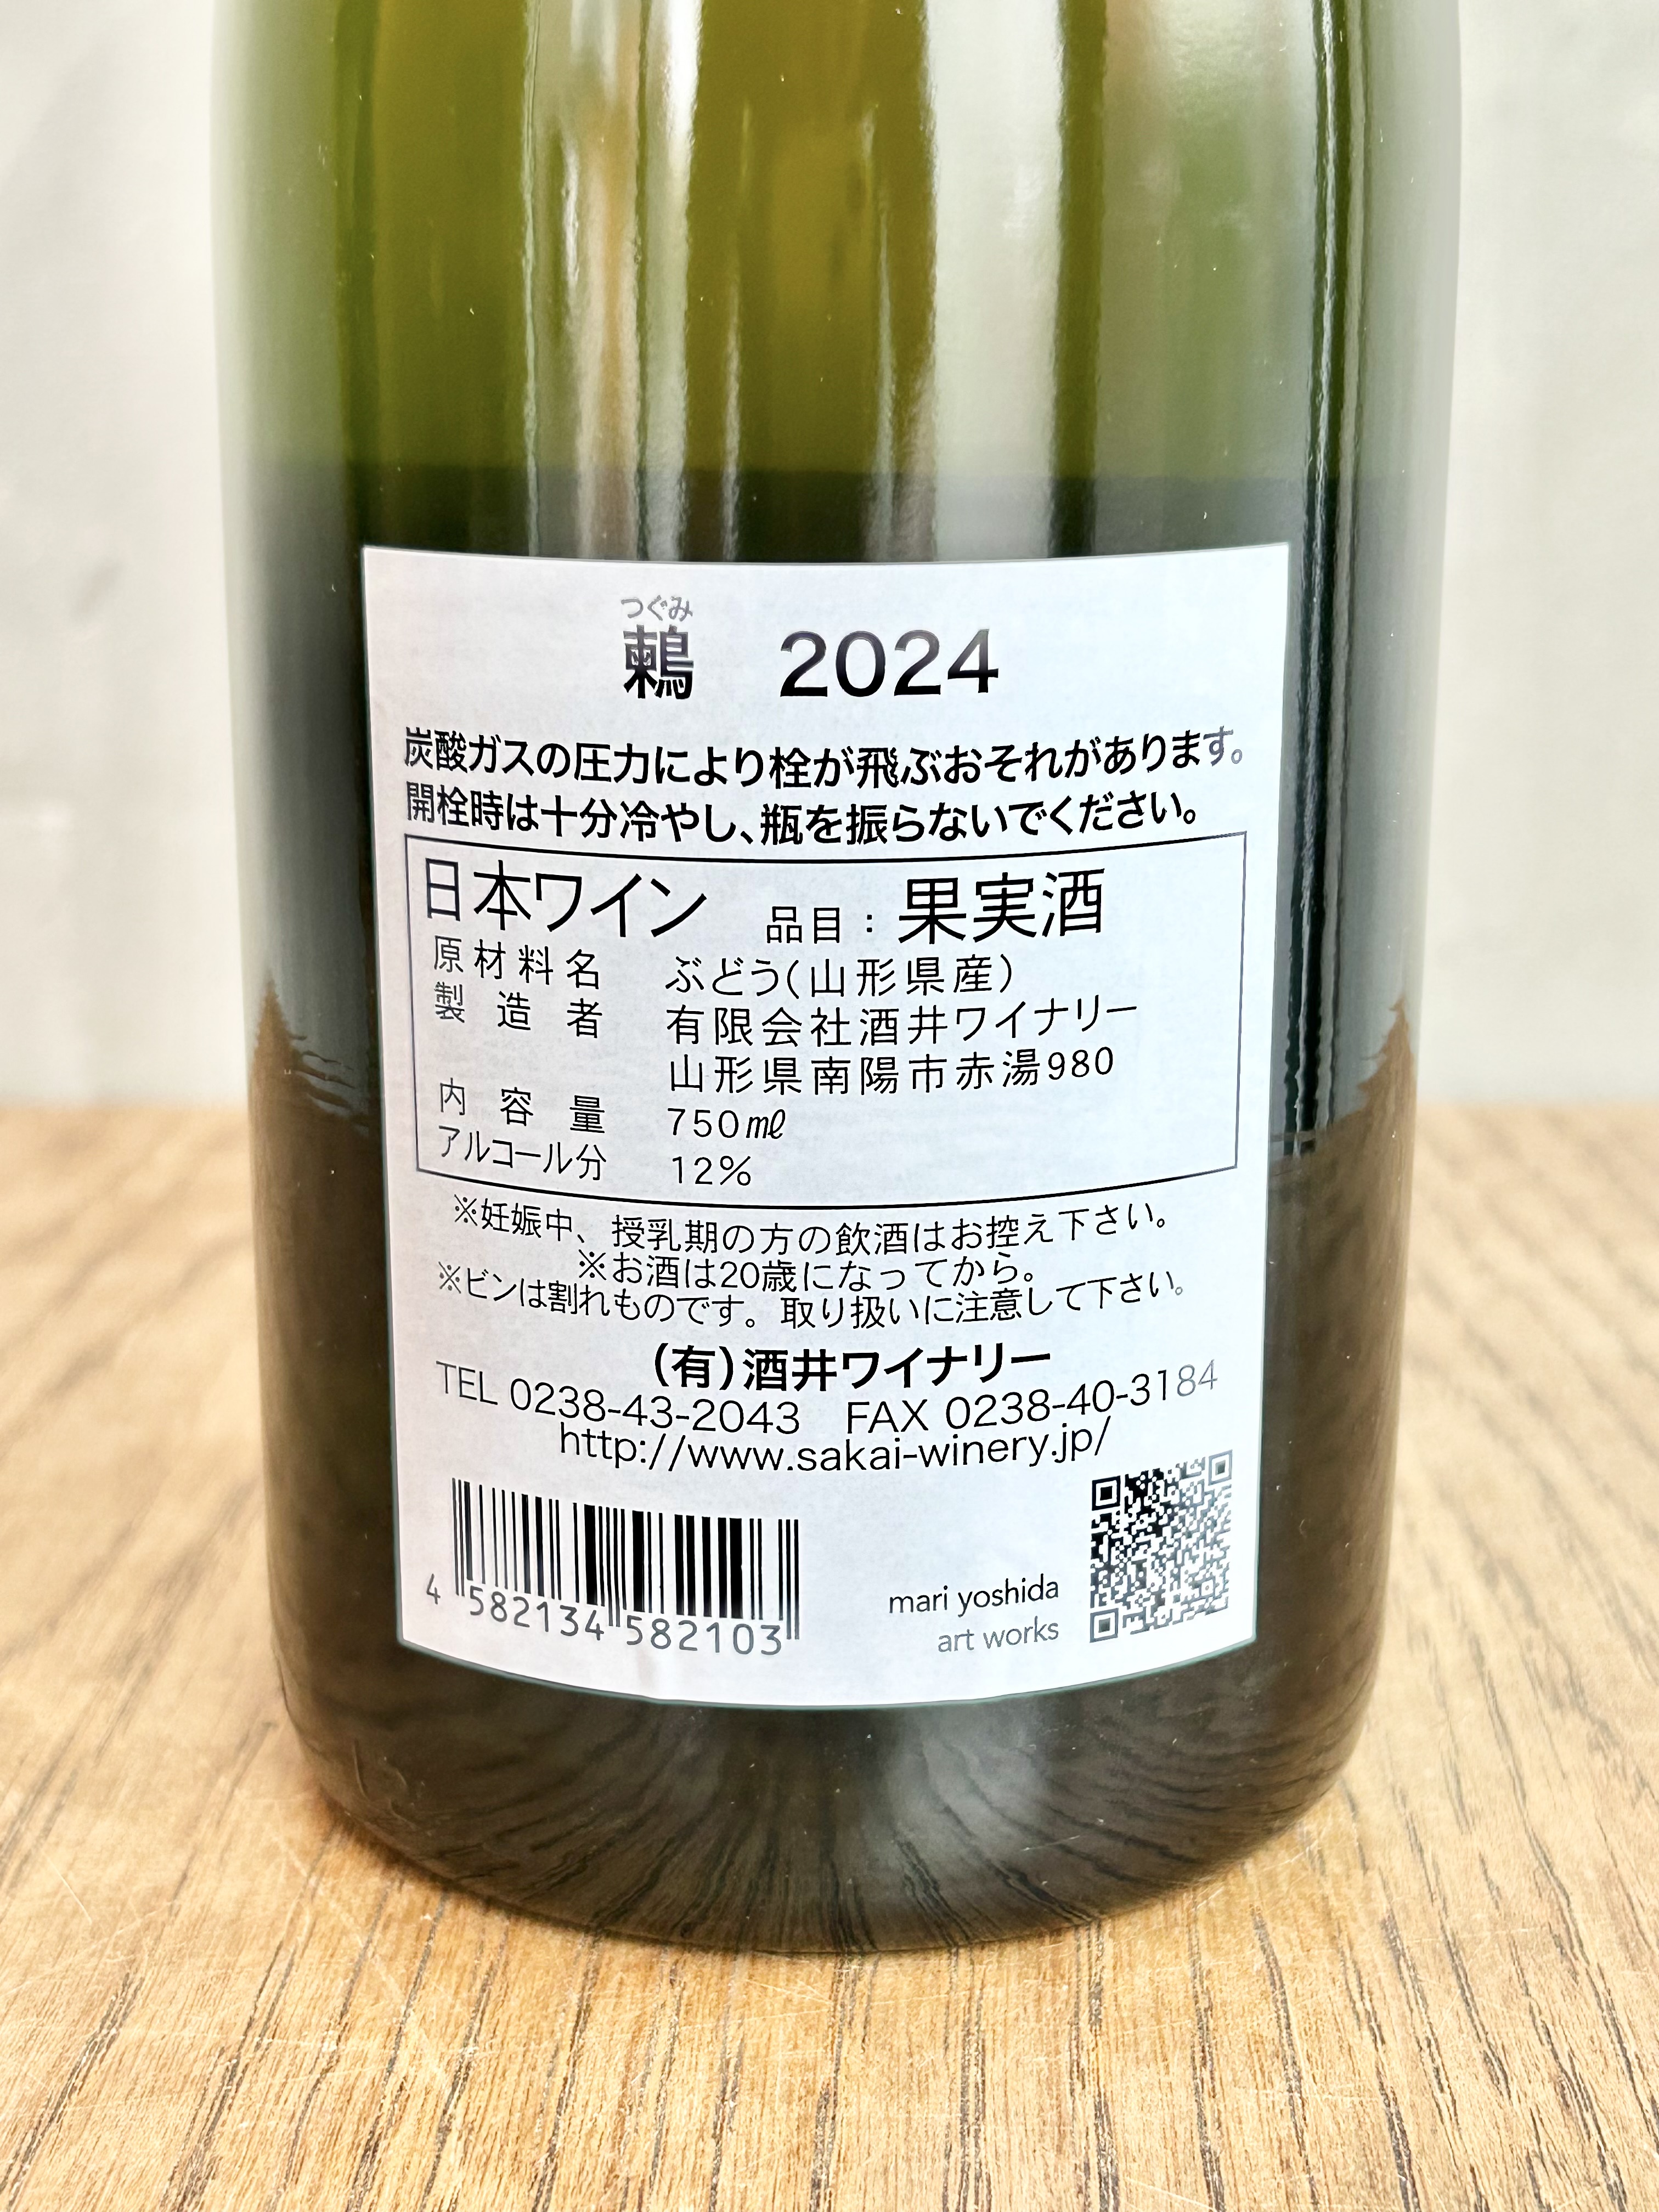 つぐみ
鶫 2024
炭酸ガスの圧力により栓が飛ぶおそれがあります。
開栓時は十分冷やし、瓶を振らないでください。
日本ワイン 品目：果実酒
原材料名 ぶどう(山形県産)
製造者 有限会社酒井ワイナリー
山形県南陽市赤湯980
内容量 750㎖
アルコール分 12%
※妊娠中、授乳期の方の飲酒はお控え下さい。
※お酒は20歳になってから。
※ビンは割れものです。取り扱いに注意して下さい。
(有)酒井ワイナリー
TEL 0238-43-2043 FAX 0238-40-3184
http://www.sakai-winery.jp/
4 582134 582103
mari yoshida
art works